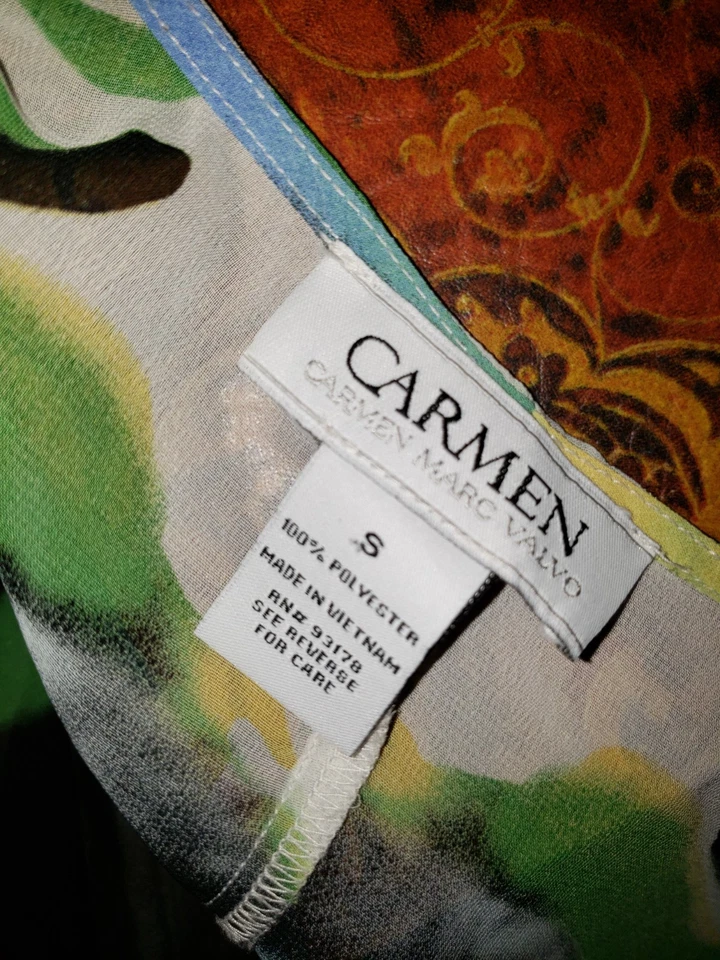 CARMEN
CARMEN MARC VALVO
S
100% POLYESTER
MADE IN VIETNAM
RN# 93178
SEE REVERSE
FOR CARE